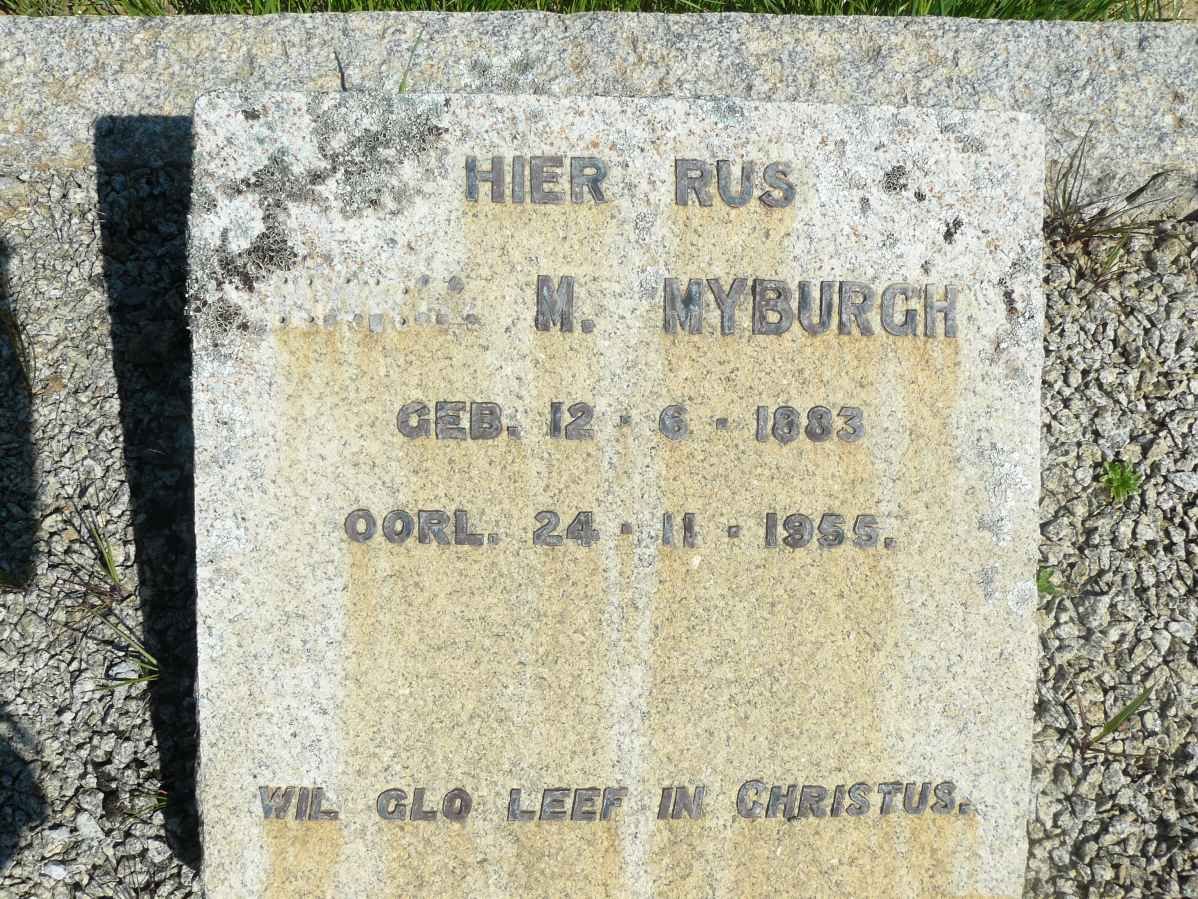 HIER RUS
M. MYBURGH
GEB. 12 · 6 · 1883
OORL. 24 · 11 · 1955.
WIL GLO LEEF IN CHRISTUS.